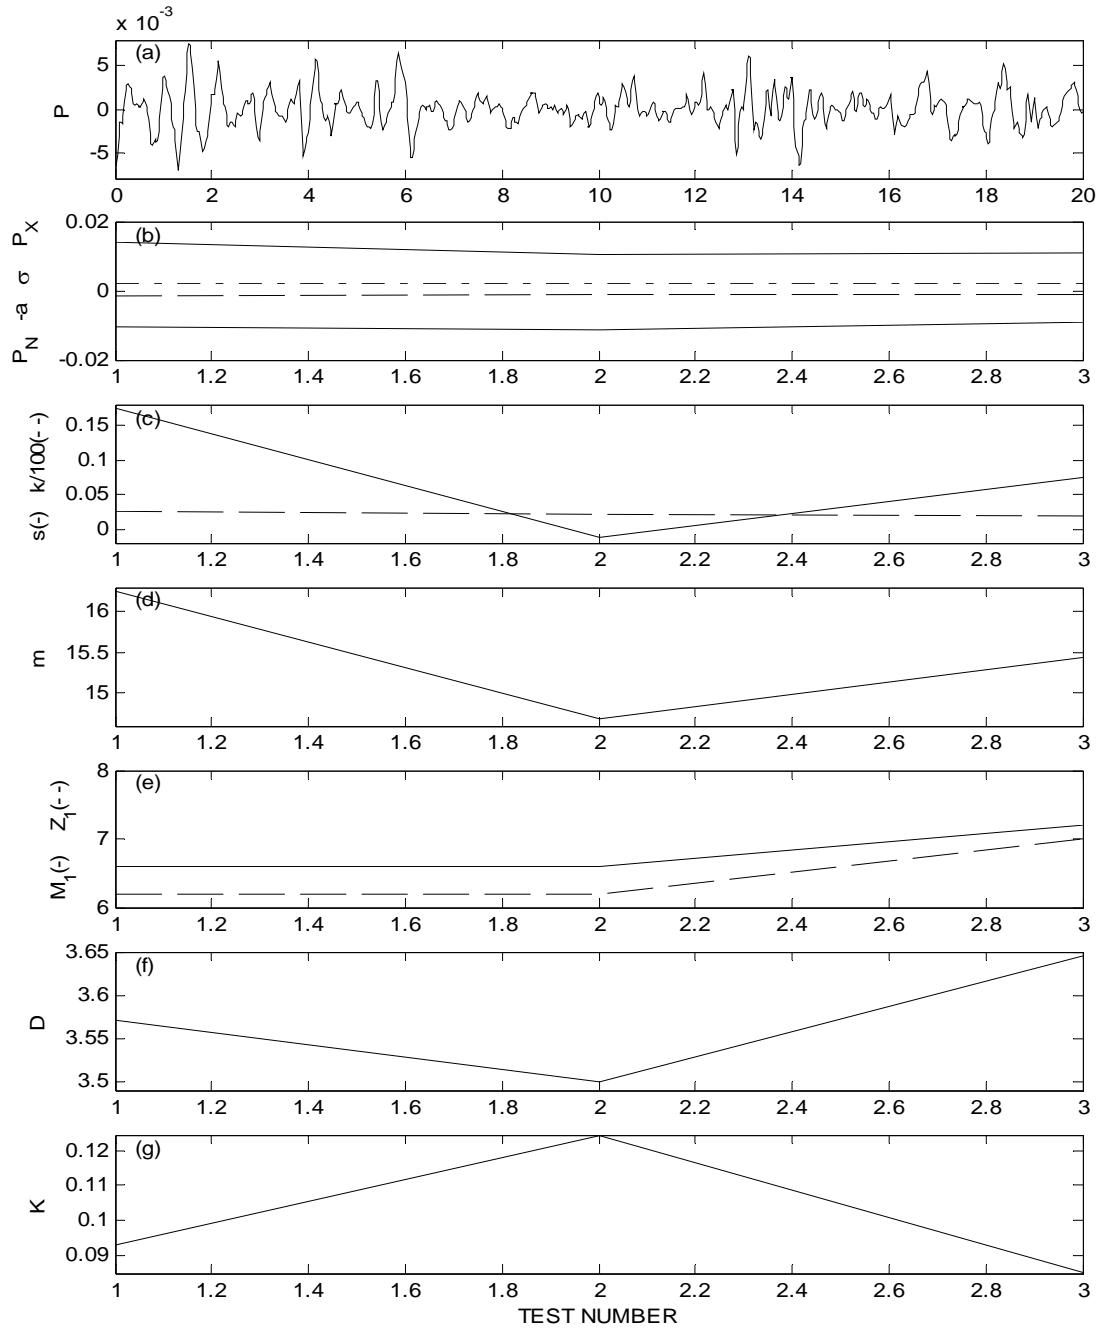 x 10-3
(a)
5
0
-5
P
0 2 4 6 8 10 12 14 16 18 20
(b)
0.02
0
-0.02
P_N -a σ P_X
1 1.2 1.4 1.6 1.8 2 2.2 2.4 2.6 2.8 3
(c)
0.15
0.1
0.05
0
s(-) k/100(- -)
1 1.2 1.4 1.6 1.8 2 2.2 2.4 2.6 2.8 3
(d)
16
15.5
15
m
1 1.2 1.4 1.6 1.8 2 2.2 2.4 2.6 2.8 3
(e)
8
7
6
M_1(-) Z_1(- -)
1 1.2 1.4 1.6 1.8 2 2.2 2.4 2.6 2.8 3
(f)
3.65
3.6
3.55
3.5
D
1 1.2 1.4 1.6 1.8 2 2.2 2.4 2.6 2.8 3
(g)
0.12
0.11
0.1
0.09
K
1 1.2 1.4 1.6 1.8 2 2.2 2.4 2.6 2.8 3
TEST NUMBER